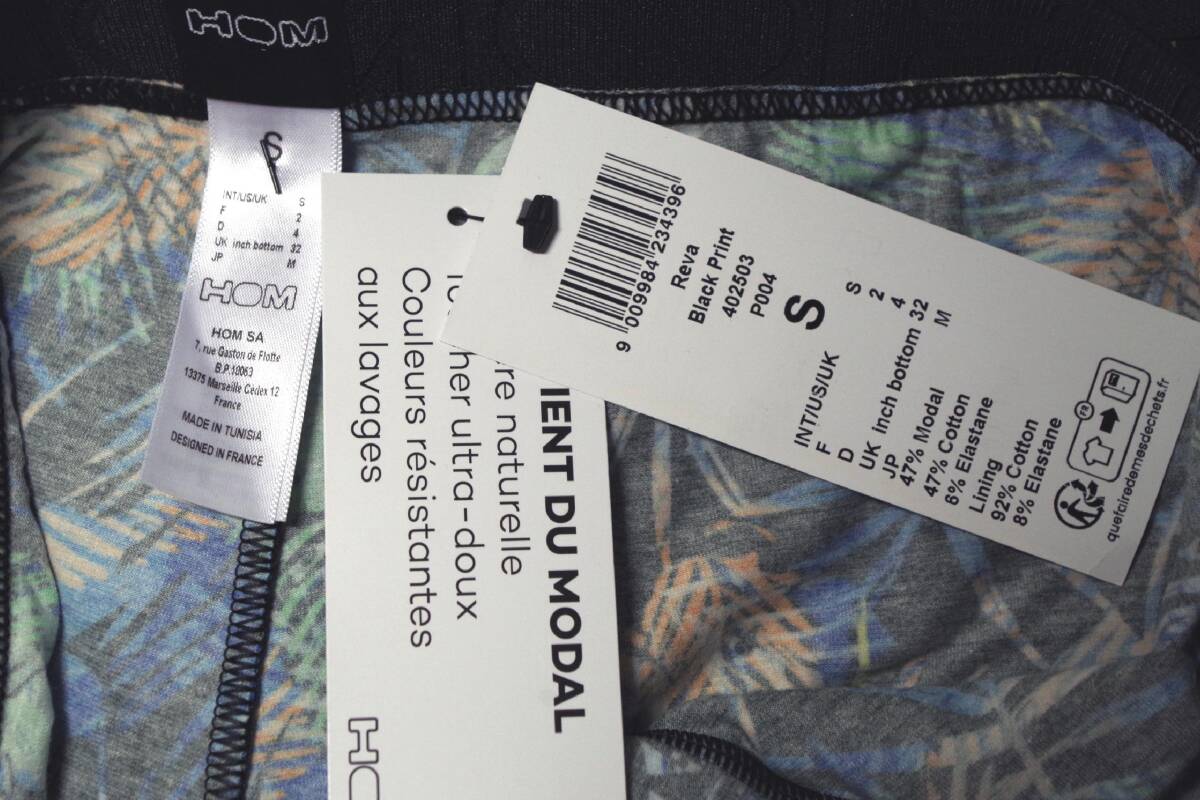 HOM
S
INT/US/UK S
F 2
D 4
UK inch bottom 32
JP M
HOM
HOM SA
7, rue Gaston de Flotte
B.P.10063
13375 Marseille Cedex 12
France
MADE IN TUNISIA
DESIGNED IN FRANCE
IENT DU MODAL
re naturelle
her ultra-doux
Couleurs résistantes
aux lavages
HO
9 009984 234396
Reva
Black Print
402503
P004
S
INT/US/UK S
F 2
D 4
UK inch bottom 32
JP M
47% Modal
47% Cotton
6% Elastane
Lining
92% Cotton
8% Elastane
FR
quefairedemesdechets.fr